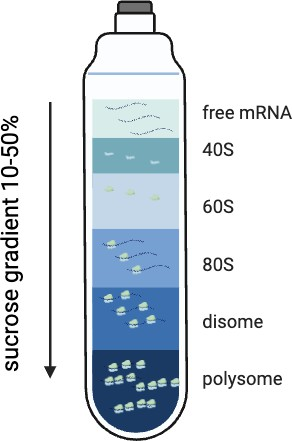 sucrose gradient 10-50%
free mRNA
40S
60S
80S
disome
polysome